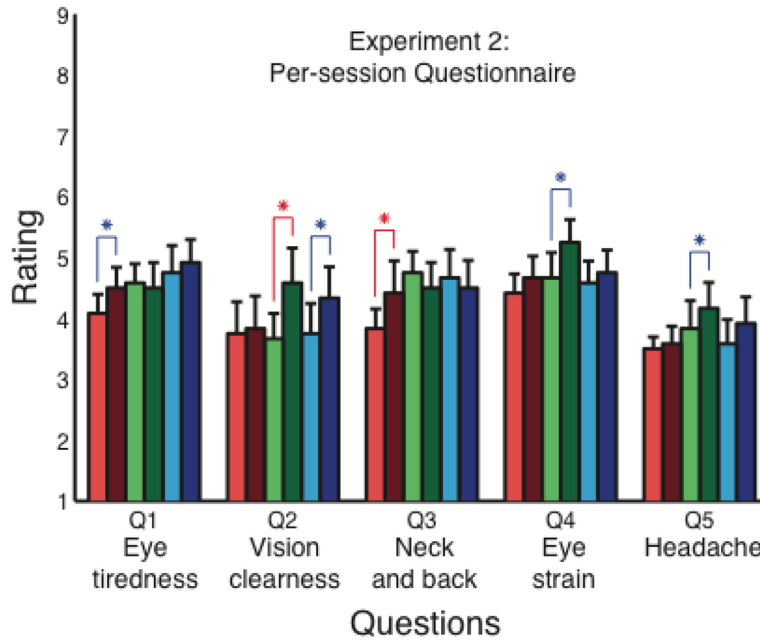 Experiment 2:
Per-session Questionnaire
Rating
9
8
7
6
5
4
3
2
1
*
*
*
*
*
*
Q1
Eye
tiredness
Q2
Vision
clearness
Q3
Neck
and back
Q4
Eye
strain
Q5
Headache
Questions